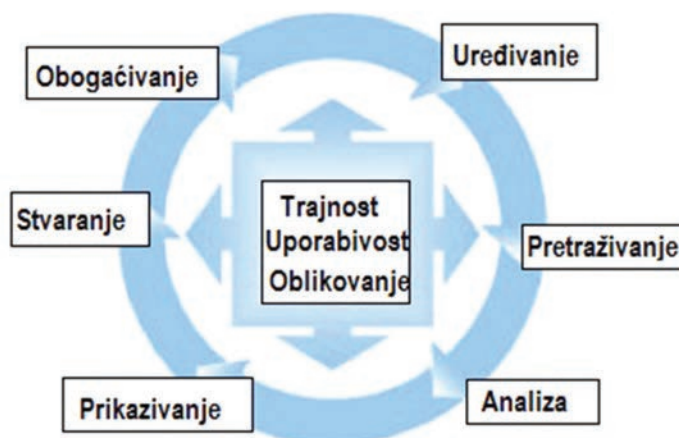 Obogaćivanje
Uređivanje
Stvaranje
Trajnost
Uporabivost
Oblikovanje
Pretraživanje
Prikazivanje
Analiza